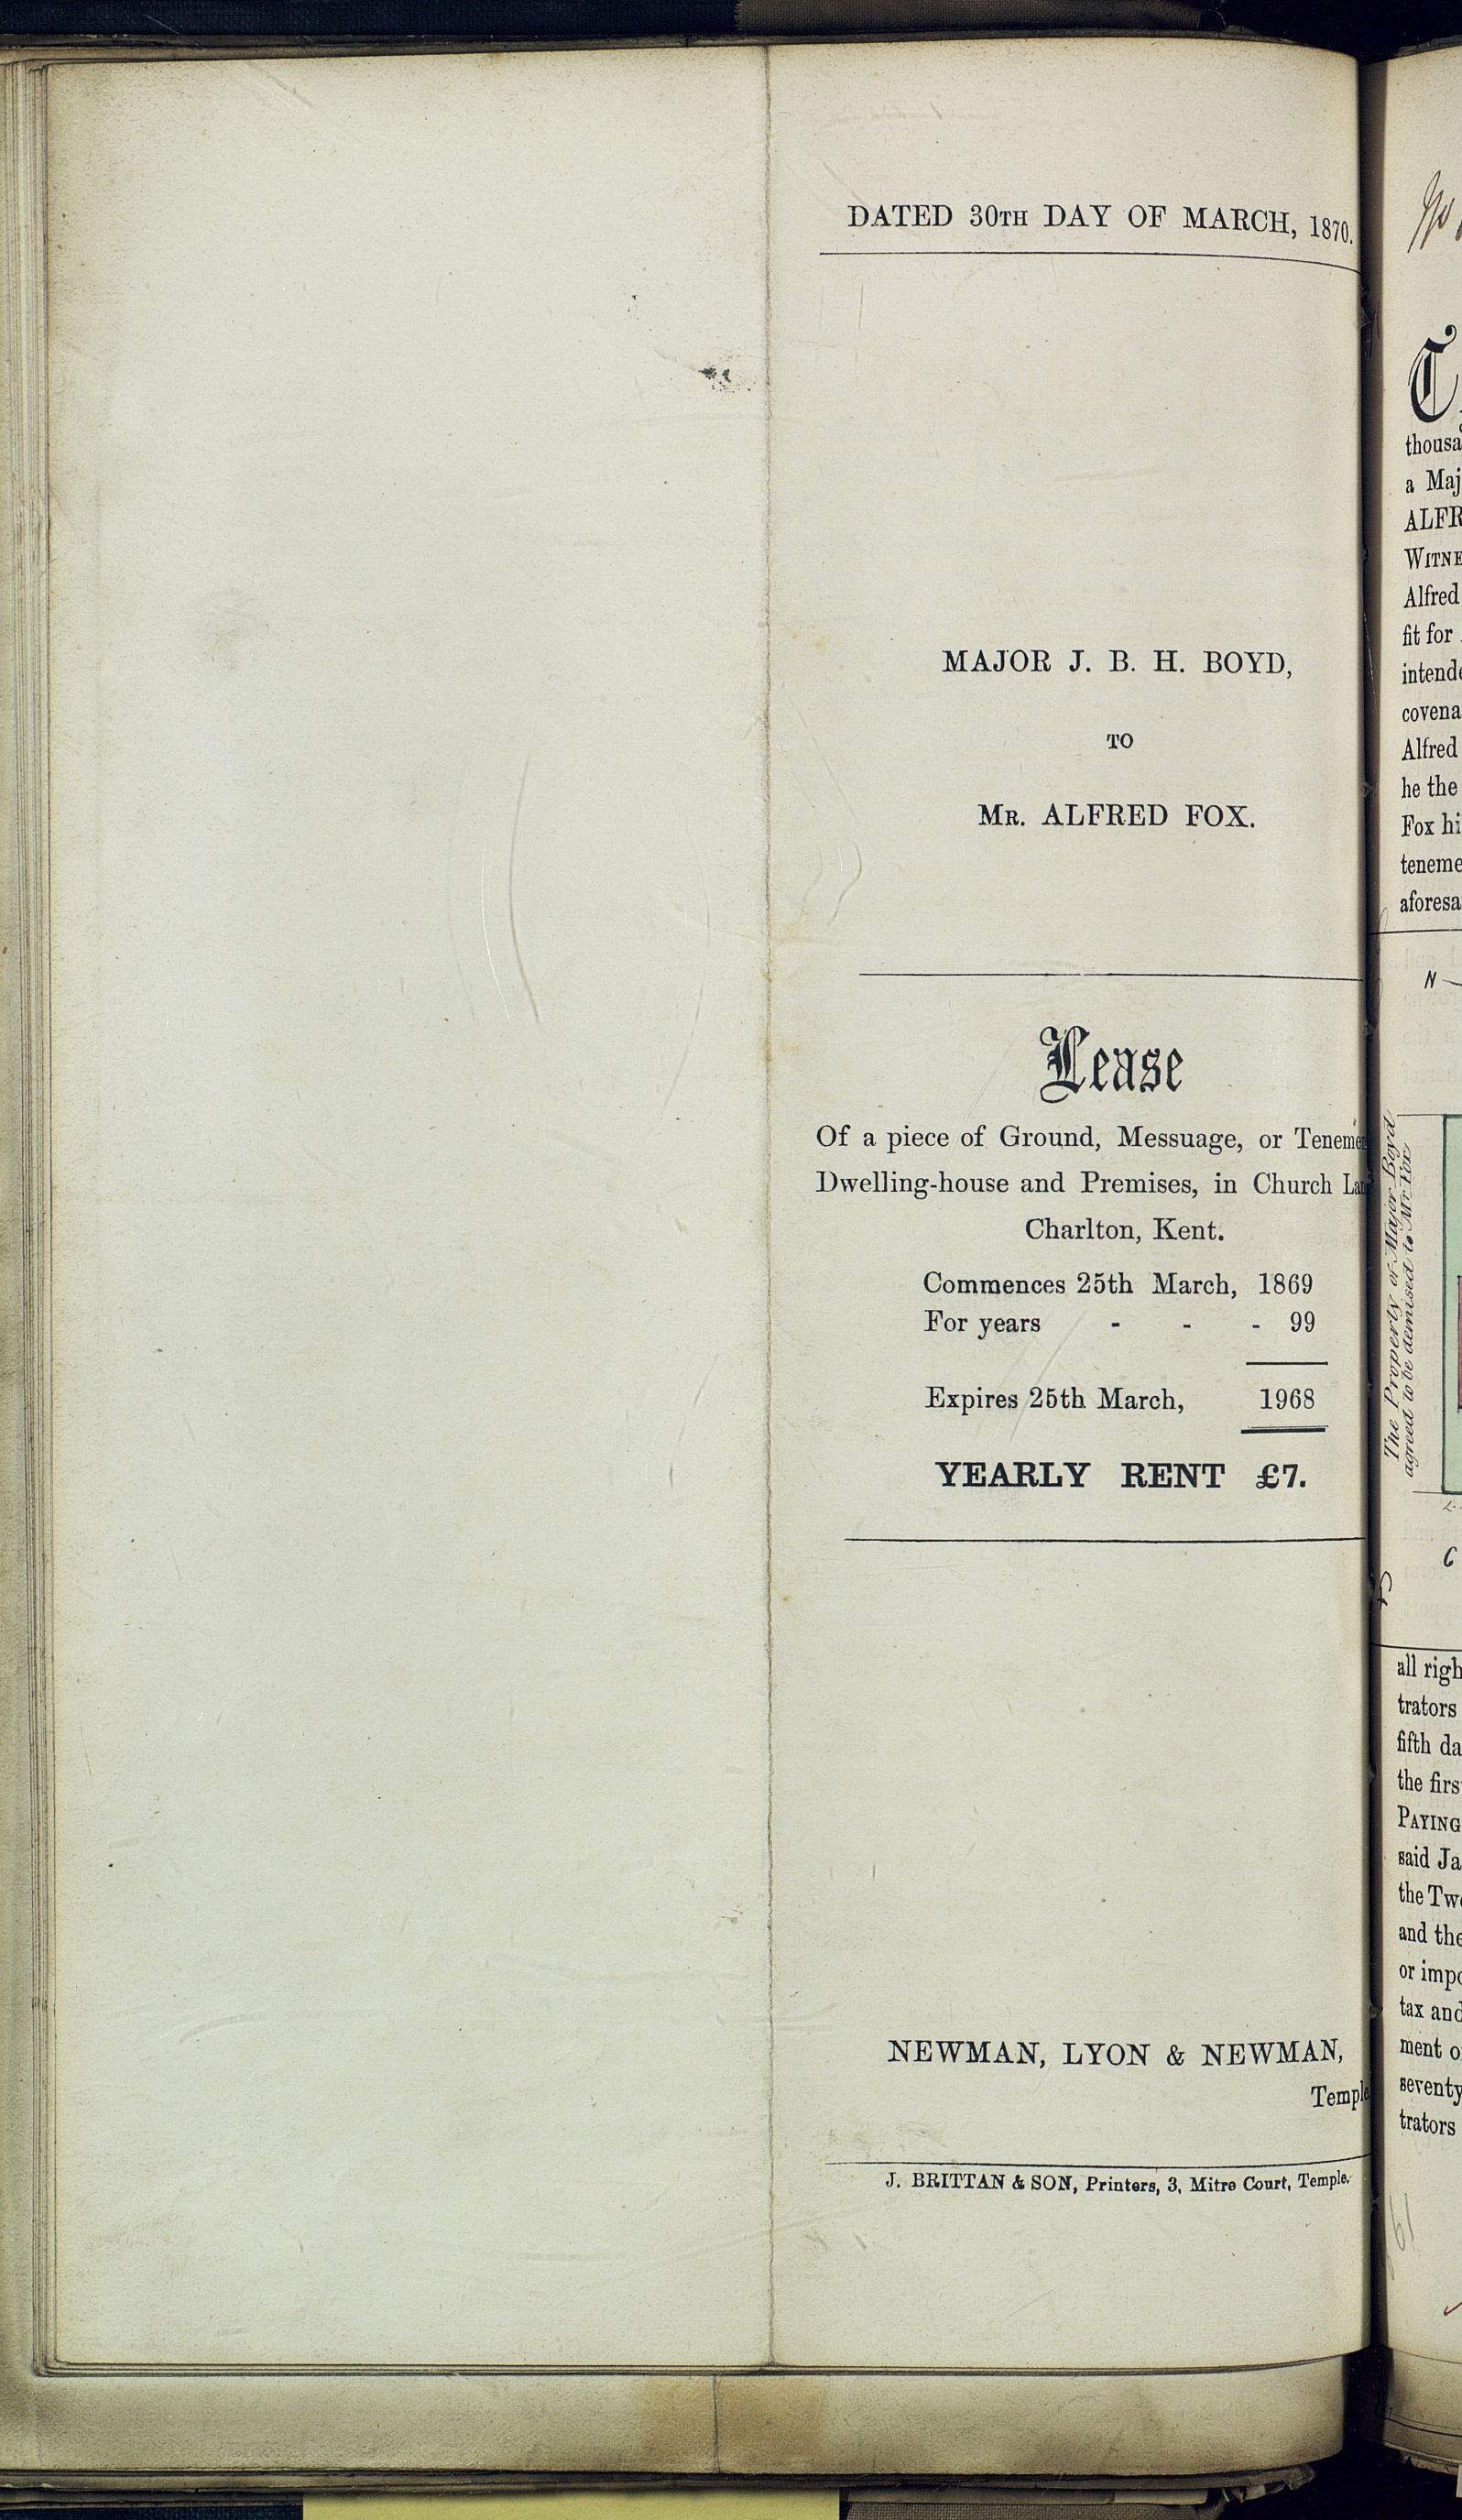 DATED 30TH DAY OF MARCH, 1870.
MAJOR J. B. H. BOYD,
TO
MR. ALFRED FOX.
Lease
Of a piece of Ground, Messuage, or Teneme
Dwelling-house and Premises, in Church La
Charlton, Kent.
Commences 25th March, 1869
For years - - - 99
Expires 25th March, 1968
YEARLY RENT £7.
NEWMAN, LYON & NEWMAN,
Temple
J. BRITTAN & SON, Printers, 3, Mitre Court, Temple.
thousa
a Maj
ALFR
WITNE
Alfred
fit for
intende
covena
Alfred
he the
Fox hi
teneme
aforesa
N
The Property of Major Boyd
agreed to be demised to Mr Fox
C
all righ
trators
fifth da
the firs
PAYING
said Ja
the Twe
and the
or impo
tax and
ment o
seventy
trators